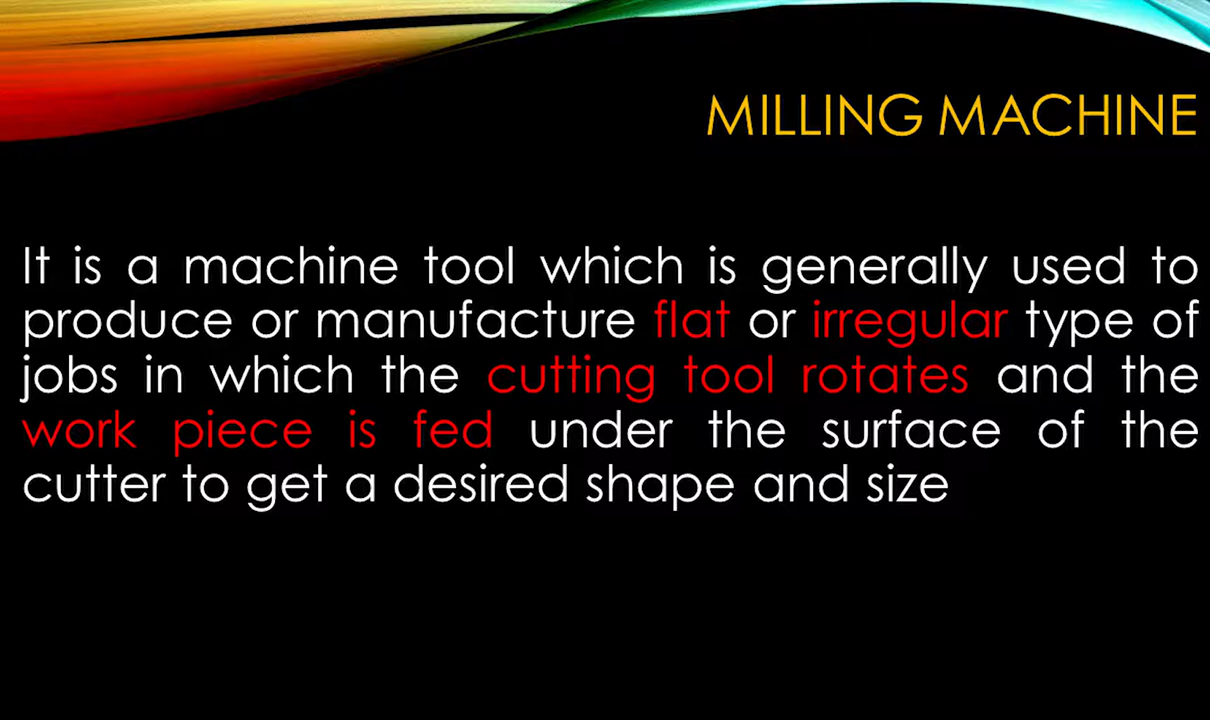 MILLING MACHINE
It is a machine tool which is generally used to
produce or manufacture flat or irregular type of
jobs in which the cutting tool rotates and the
work piece is fed under the surface of the
cutter to get a desired shape and size